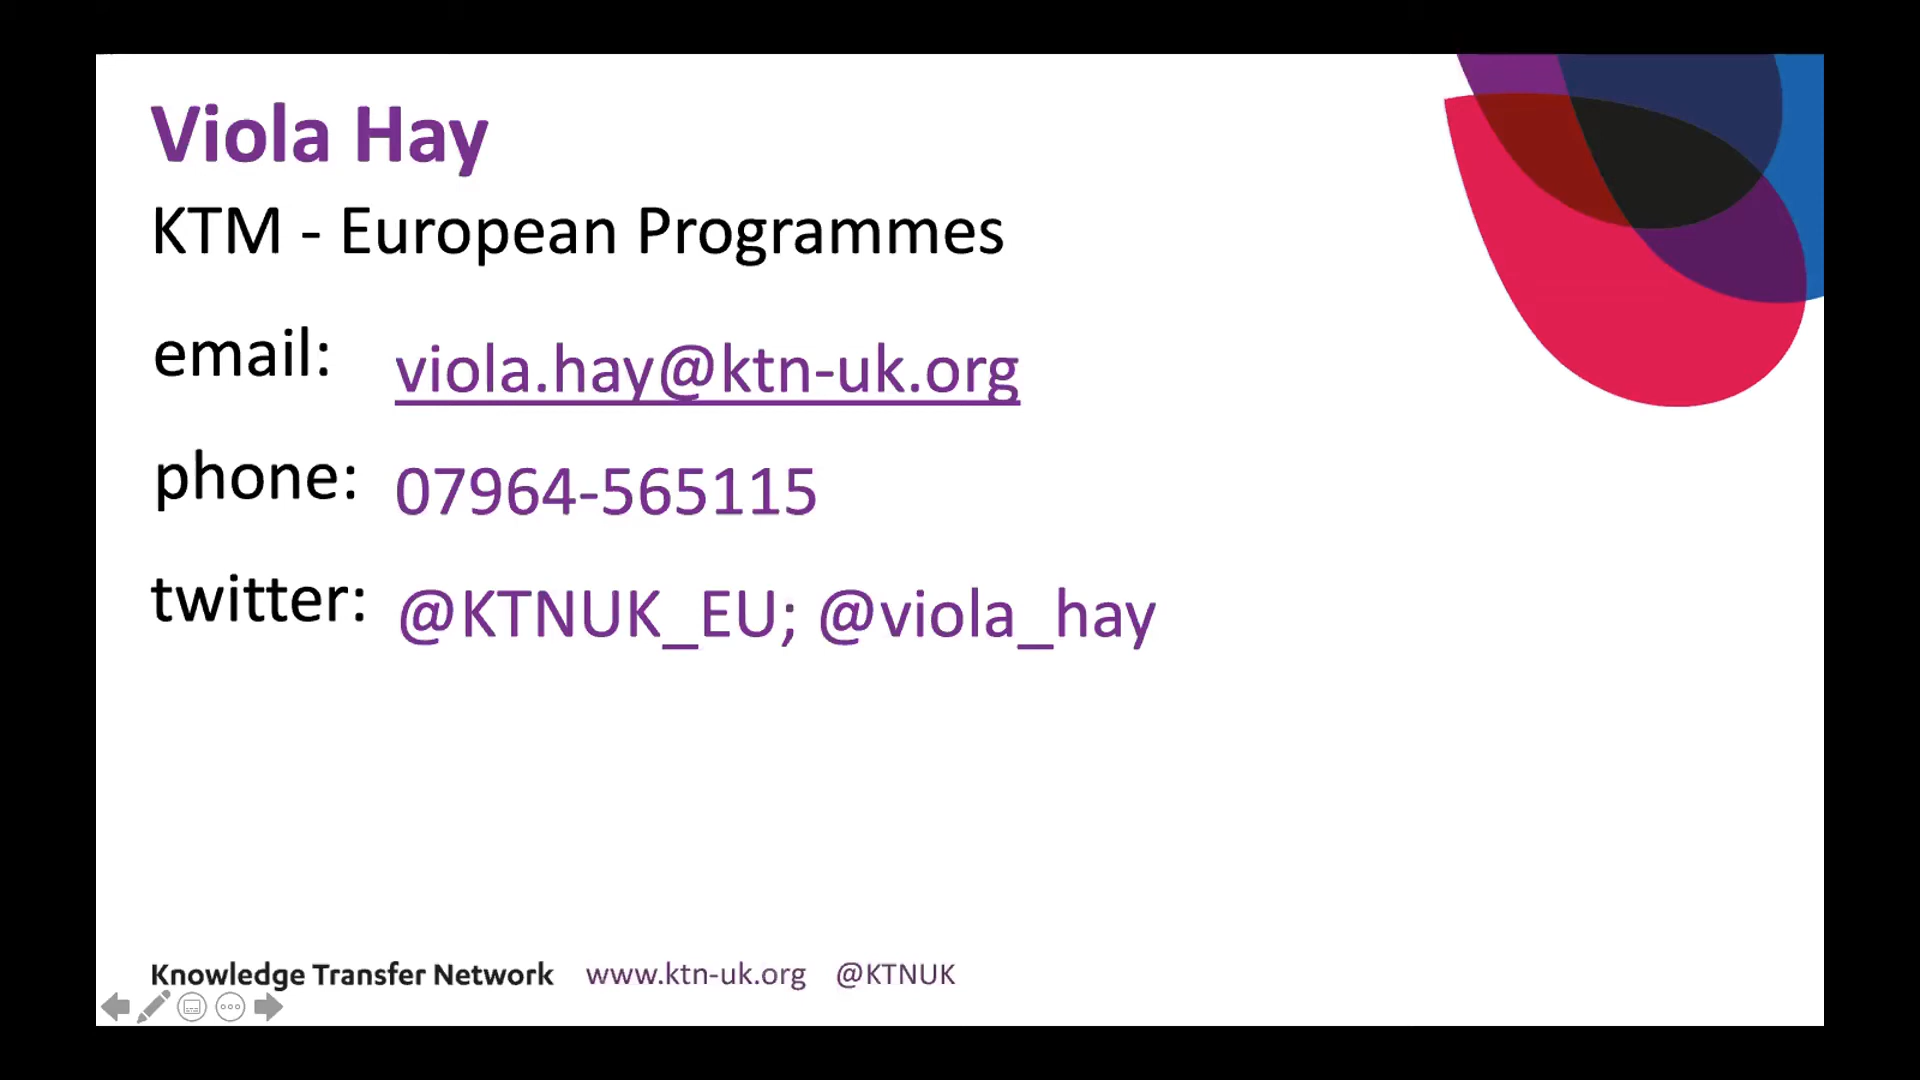 Viola Hay
KTM - European Programmes
email: viola.hay@ktn-uk.org
phone: 07964-565115
twitter: @KTNUK_EU; @viola_hay
Knowledge Transfer Network www.ktn-uk.org @KTNUK